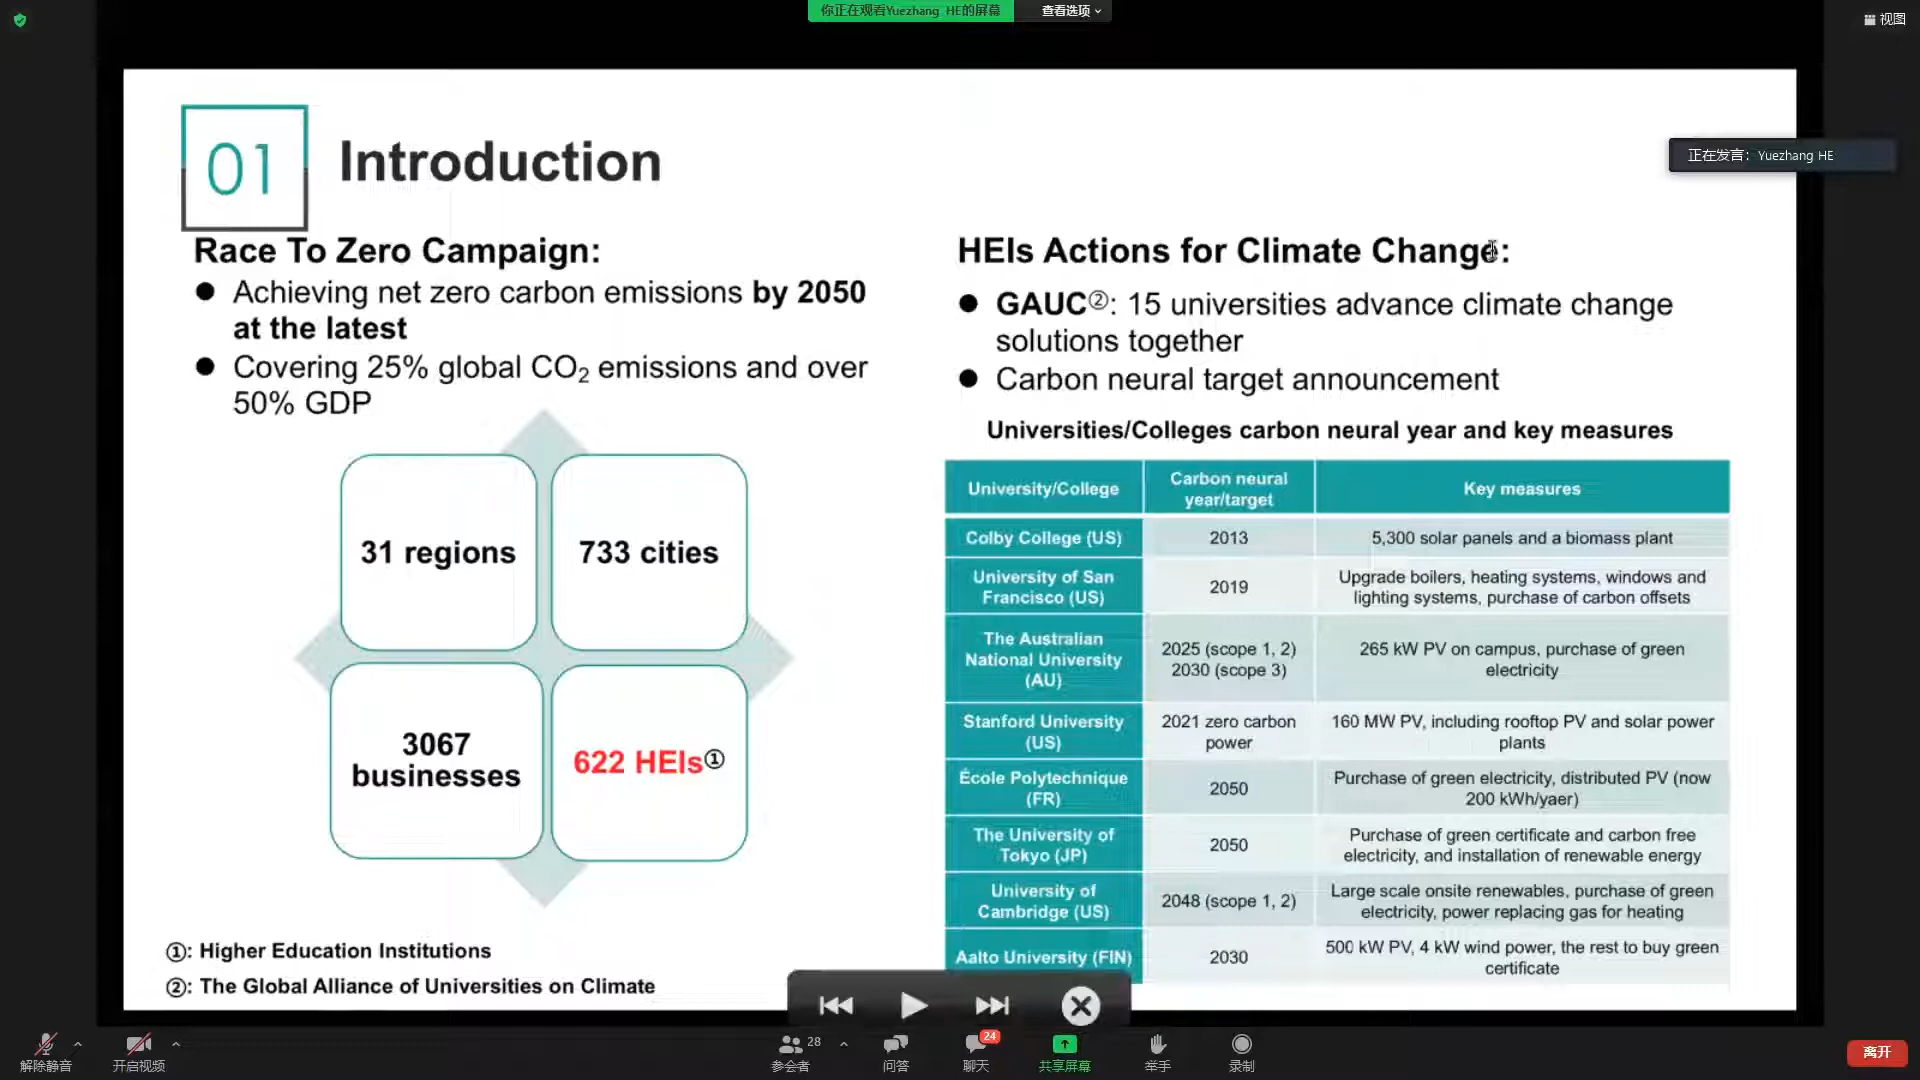 你正在观看Yuezhang HE的屏幕
查看选项
视图
正在发言: Yuezhang HE
01
Introduction
Race To Zero Campaign:
● Achieving net zero carbon emissions by 2050
at the latest
● Covering 25% global CO₂ emissions and over
50% GDP
31 regions
733 cities
3067
businesses
622 HEIs①
①: Higher Education Institutions
②: The Global Alliance of Universities on Climate
HEIs Actions for Climate Change:
● GAUC②: 15 universities advance climate change
solutions together
● Carbon neural target announcement
Universities/Colleges carbon neural year and key measures
University/College
Carbon neural
year/target
Key measures
Colby College (US)
2013
5,300 solar panels and a biomass plant
University of San
Francisco (US)
2019
Upgrade boilers, heating systems, windows and
lighting systems, purchase of carbon offsets
The Australian
National University
(AU)
2025 (scope 1, 2)
2030 (scope 3)
265 kW PV on campus, purchase of green
electricity
Stanford University
(US)
2021 zero carbon
power
160 MW PV, including rooftop PV and solar power
plants
École Polytechnique
(FR)
2050
Purchase of green electricity, distributed PV (now
200 kWh/yaer)
The University of
Tokyo (JP)
2050
Purchase of green certificate and carbon free
electricity, and installation of renewable energy
University of
Cambridge (US)
2048 (scope 1, 2)
Large scale onsite renewables, purchase of green
electricity, power replacing gas for heating
Aalto University (FIN)
2030
500 kW PV, 4 kW wind power, the rest to buy green
certificate
解除静音
开启视频
28
参会者
问答
24
聊天
共享屏幕
举手
录制
离开